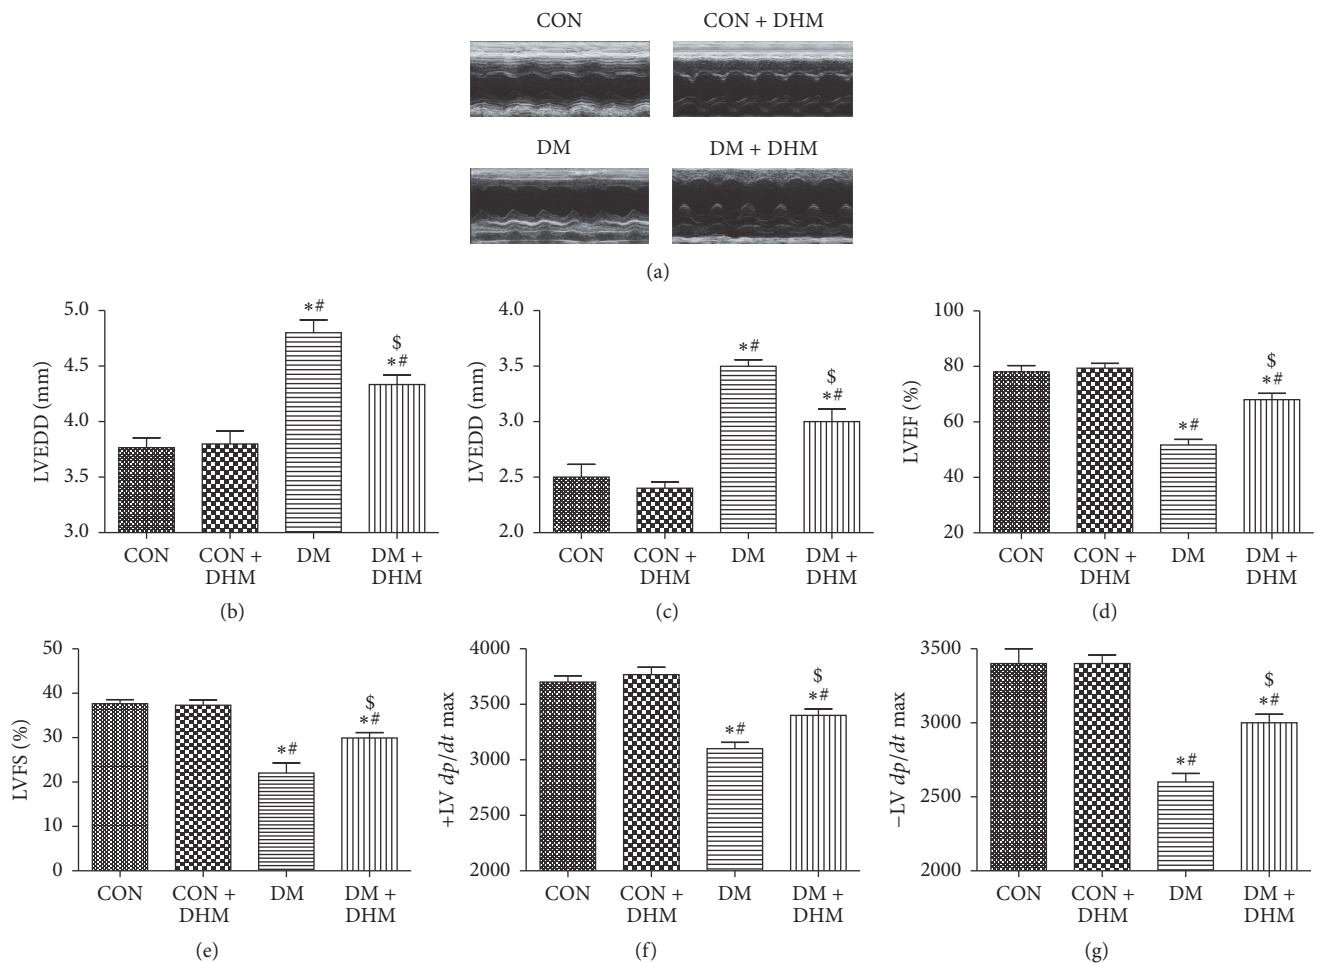 CON
CON + DHM
DM
DM + DHM
(a)
5.0
4.5
4.0
3.5
3.0
LVEDD (mm)
*#
$
*#
CON
CON +
DHM
DM
DM +
DHM
(b)
4.0
3.5
3.0
2.5
2.0
LVEDD (mm)
*#
$
*#
CON
CON +
DHM
DM
DM +
DHM
(c)
100
80
60
40
20
LVEF (%)
*#
$
*#
CON
CON +
DHM
DM
DM +
DHM
(d)
50
40
30
20
10
0
LVFS (%)
*#
$
*#
CON
CON +
DHM
DM
DM +
DHM
(e)
4000
3500
3000
2500
2000
+LV dp/dt max
*#
$
*#
CON
CON +
DHM
DM
DM +
DHM
(f)
3500
3000
2500
2000
−LV dp/dt max
*#
$
*#
CON
CON +
DHM
DM
DM +
DHM
(g)